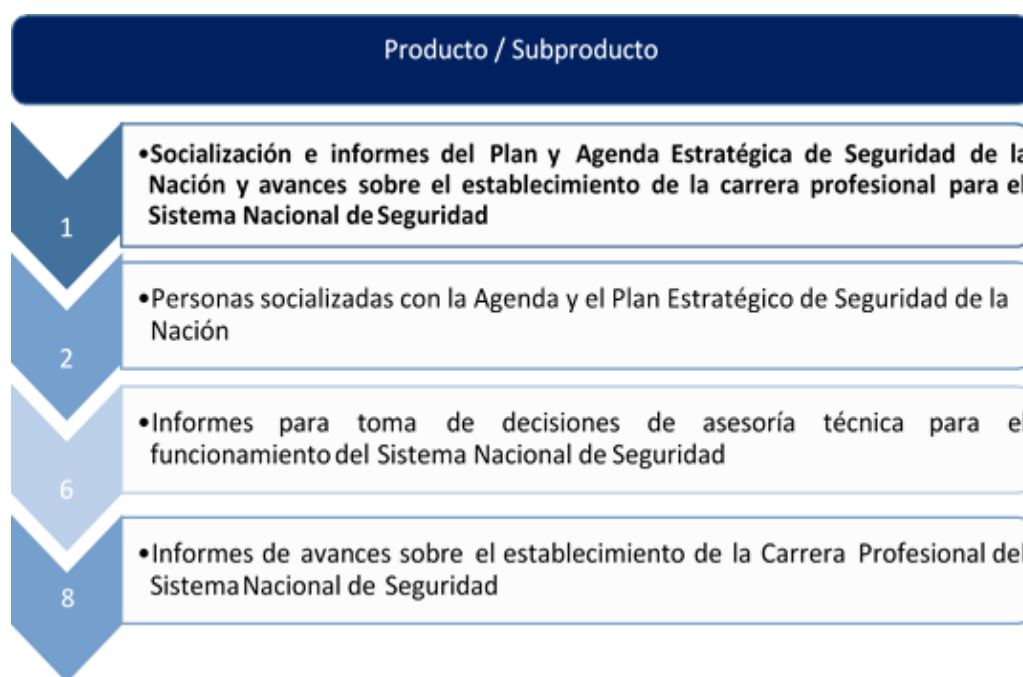 Producto / Subproducto
1
•Socialización e informes del Plan y Agenda Estratégica de Seguridad de la
Nación y avances sobre el establecimiento de la carrera profesional para el
Sistema Nacional de Seguridad
2
•Personas socializadas con la Agenda y el Plan Estratégico de Seguridad de la
Nación
6
•Informes para toma de decisiones de asesoría técnica para el
funcionamiento del Sistema Nacional de Seguridad
8
•Informes de avances sobre el establecimiento de la Carrera Profesional del
Sistema Nacional de Seguridad